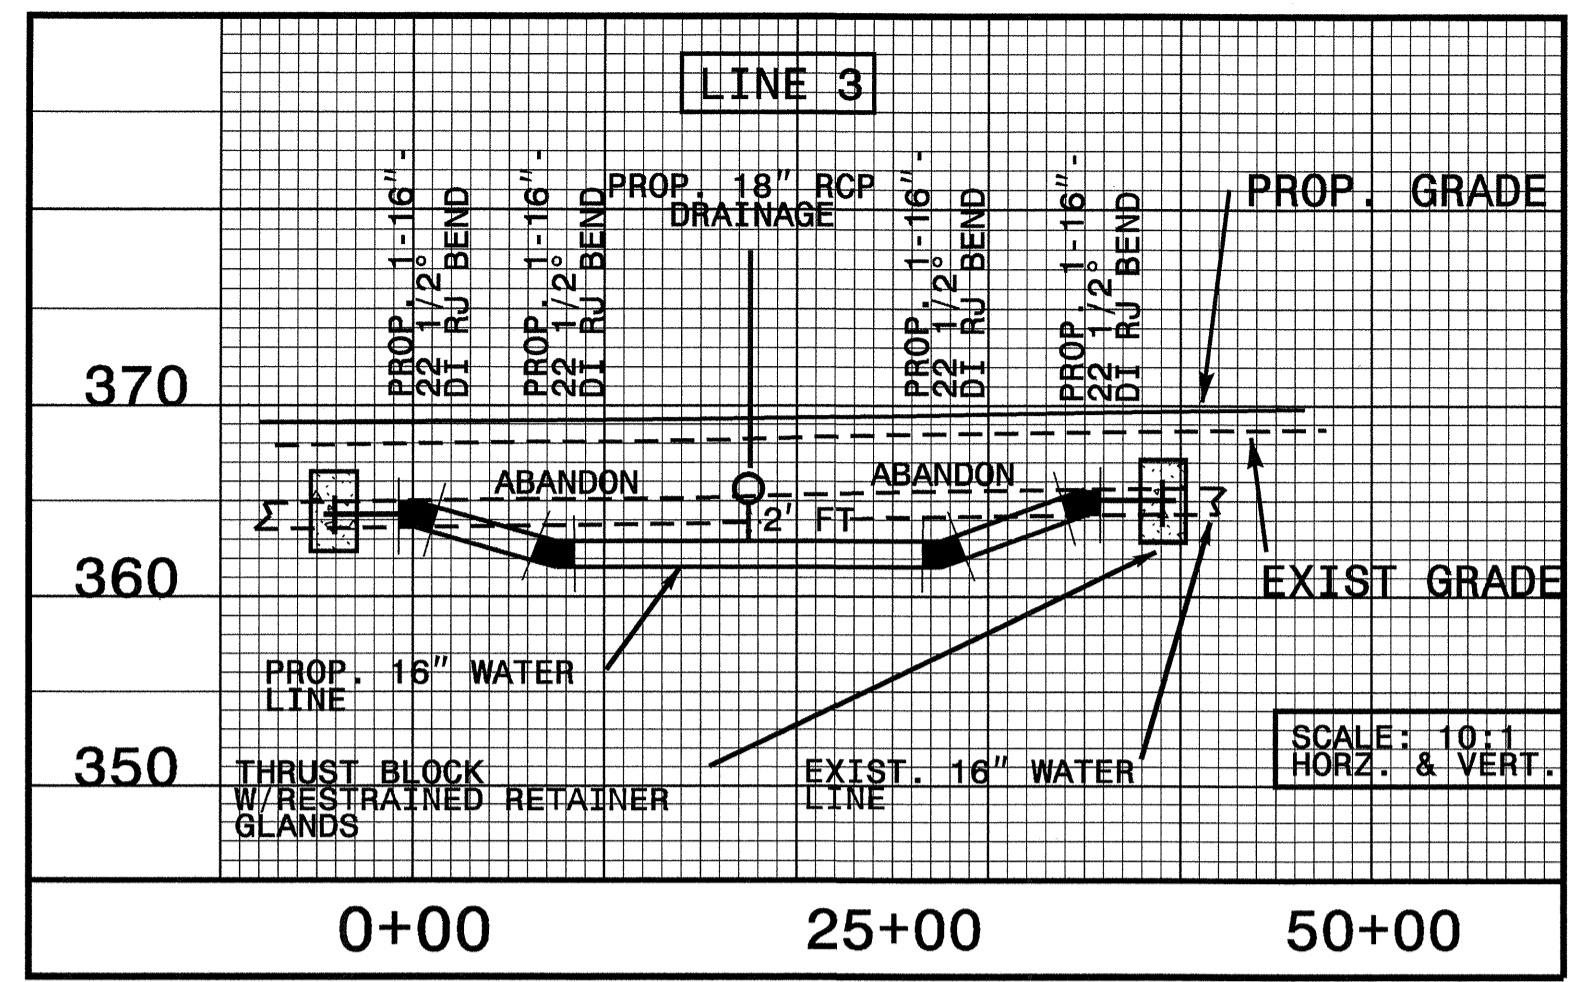 LINE 3
PROP. 1-16"-
22 1/2°
DI RJ BEND
PROP. 1-16"-
22 1/2°
DI RJ BEND
PROP. 18" RCP
DRAINAGE
PROP. 1-16"-
22 1/2°
DI RJ BEND
PROP. 1-16"-
22 1/2°
DI RJ BEND
PROP. GRADE
370
ABANDON
ABANDON
2' FT
360
EXIST GRADE
PROP. 16" WATER
LINE
350
THRUST BLOCK
W/RESTRAINED RETAINER
GLANDS
EXIST. 16" WATER
LINE
SCALE: 10:1
HORZ. & VERT.
0+00
25+00
50+00